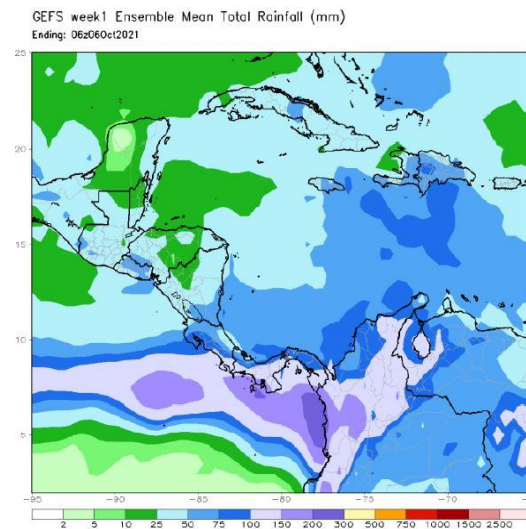 GEFS week1 Ensemble Mean Total Rainfall (mm)
Ending: 06z06Oct2021
25
20
15
10
5
-95 -90 -85 -80 -75 -70
2 5 10 25 50 75 100 150 200 300 500 750 1000 1500 2500